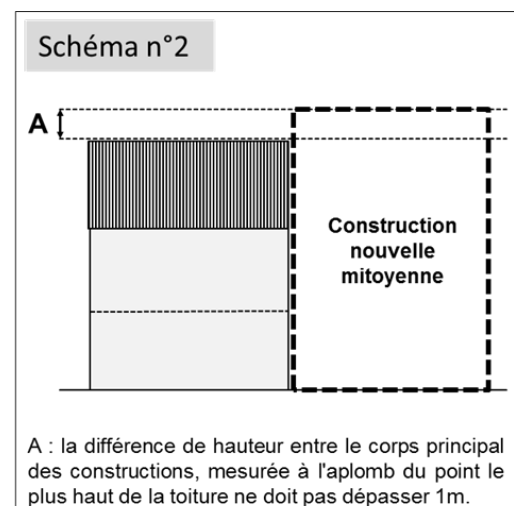 Schéma n°2
A
Construction
nouvelle
mitoyenne
A : la différence de hauteur entre le corps principal
des constructions, mesurée à l'aplomb du point le
plus haut de la toiture ne doit pas dépasser 1m.